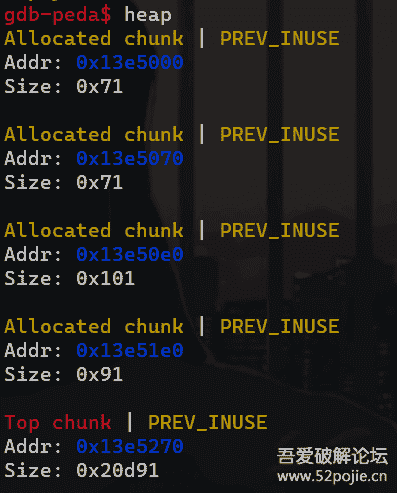 gdb-peda$ heap
Allocated chunk | PREV_INUSE
Addr: 0x13e5000
Size: 0x71
Allocated chunk | PREV_INUSE
Addr: 0x13e5070
Size: 0x71
Allocated chunk | PREV_INUSE
Addr: 0x13e50e0
Size: 0x101
Allocated chunk | PREV_INUSE
Addr: 0x13e51e0
Size: 0x91
Top chunk | PREV_INUSE
Addr: 0x13e5270
Size: 0x20d91
吾爱破解论坛
www.52pojie.cn